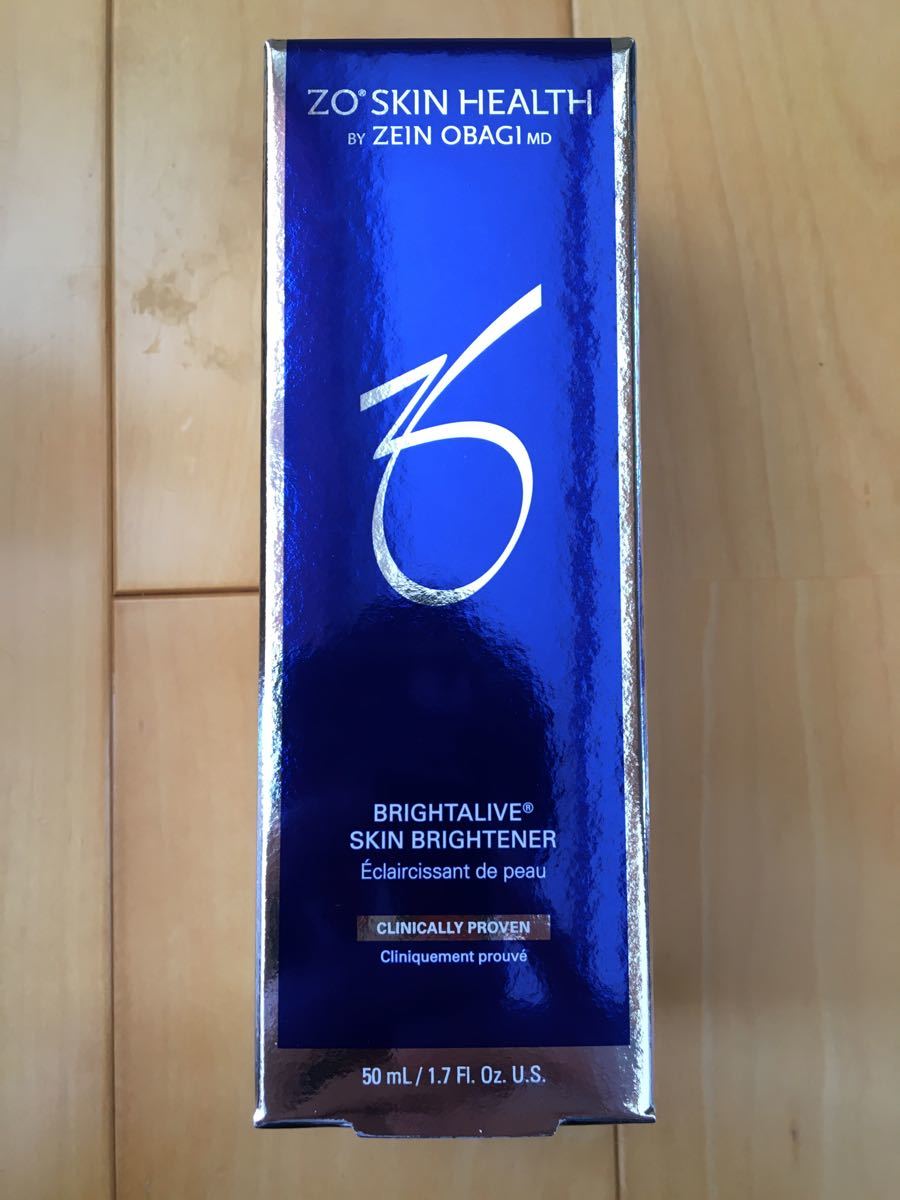 ZO® SKIN HEALTH
BY ZEIN OBAGI MD
ZO
BRIGHTALIVE®
SKIN BRIGHTENER
Éclaircissant de peau
CLINICALLY PROVEN
Cliniquement prouvé
50 mL / 1.7 Fl. Oz. U.S.